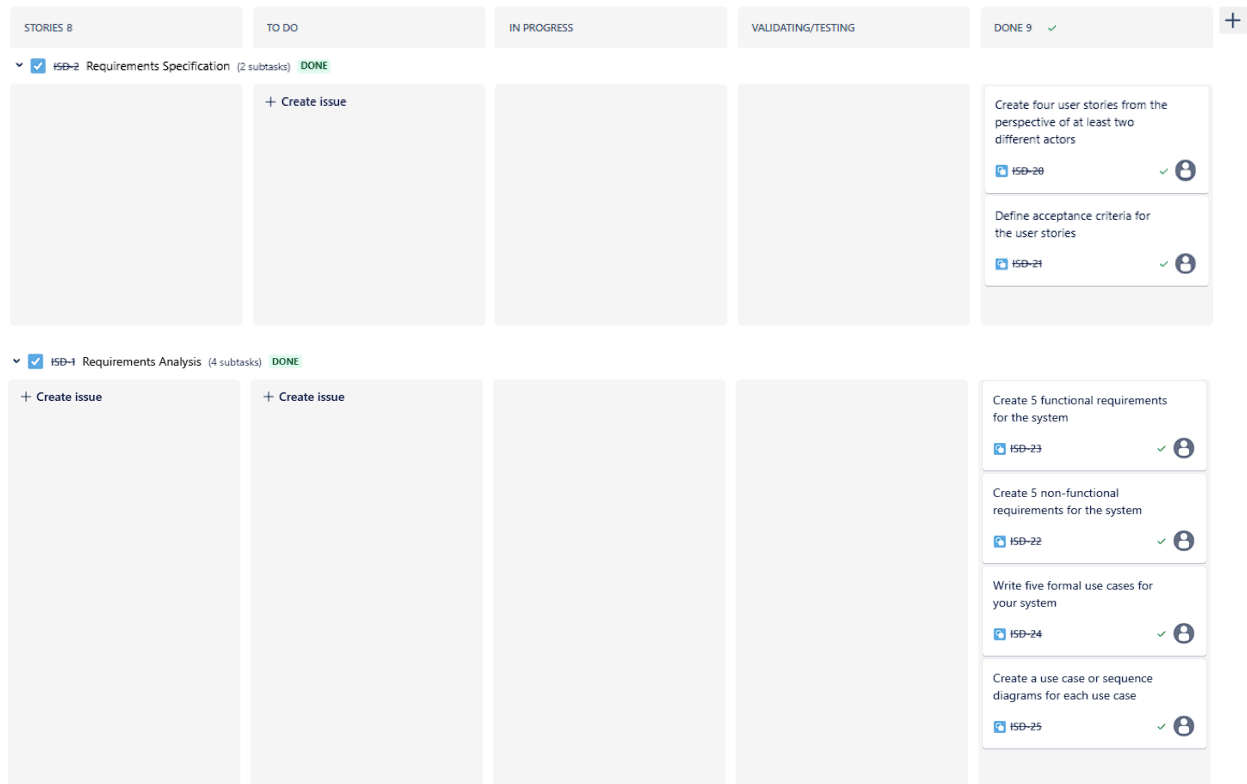 STORIES 8
TO DO
IN PROGRESS
VALIDATING/TESTING
DONE 9
ISD-2 Requirements Specification (2 subtasks) DONE
+ Create issue
Create four user stories from the
perspective of at least two
different actors
ISD-20
Define acceptance criteria for
the user stories
ISD-21
ISD-1 Requirements Analysis (4 subtasks) DONE
+ Create issue
+ Create issue
Create 5 functional requirements
for the system
ISD-23
Create 5 non-functional
requirements for the system
ISD-22
Write five formal use cases for
your system
ISD-24
Create a use case or sequence
diagrams for each use case
ISD-25